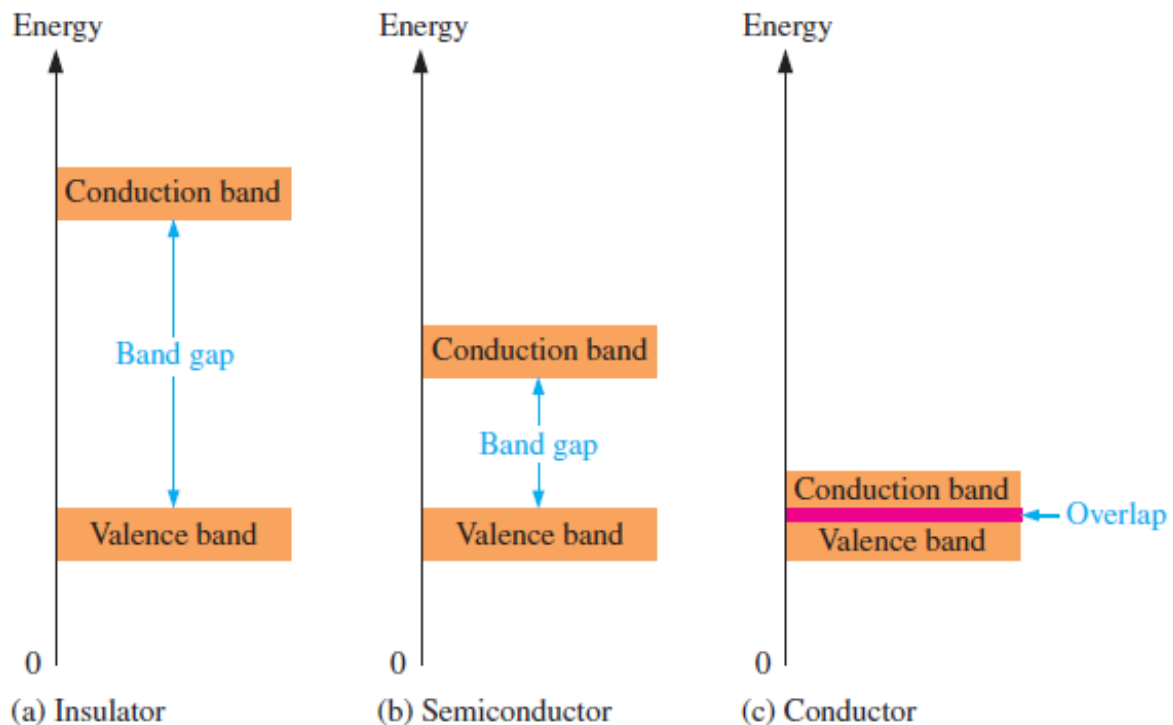 Energy
Conduction band
Band gap
Valence band
0
(a) Insulator
Energy
Conduction band
Band gap
Valence band
0
(b) Semiconductor
Energy
Conduction band
Overlap
Valence band
0
(c) Conductor